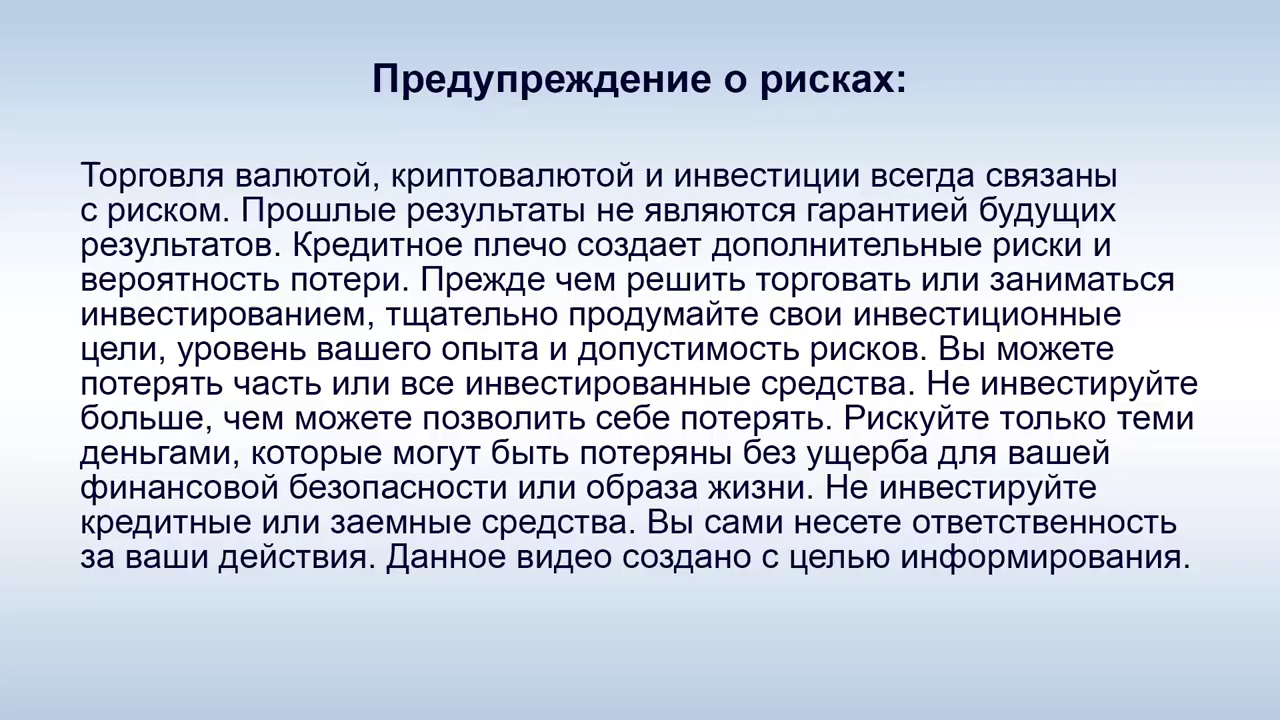 Предупреждение о рисках:
Торговля валютой, криптовалютой и инвестиции всегда связаны
с риском. Прошлые результаты не являются гарантией будущих
результатов. Кредитное плечо создает дополнительные риски и
вероятность потери. Прежде чем решить торговать или заниматься
инвестированием, тщательно продумайте свои инвестиционные
цели, уровень вашего опыта и допустимость рисков. Вы можете
потерять часть или все инвестированные средства. Не инвестируйте
больше, чем можете позволить себе потерять. Рискуйте только теми
деньгами, которые могут быть потеряны без ущерба для вашей
финансовой безопасности или образа жизни. Не инвестируйте
кредитные или заемные средства. Вы сами несете ответственность
за ваши действия. Данное видео создано с целью информирования.